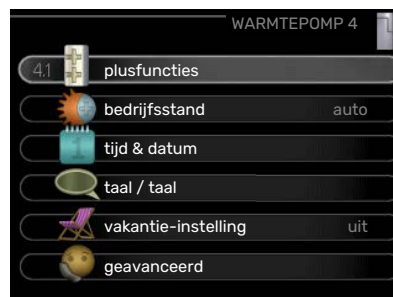 WARMTEPOMP 4
4.1 plusfuncties
bedrijfsstand auto
tijd & datum
taal / taal
vakantie-instelling uit
geavanceerd